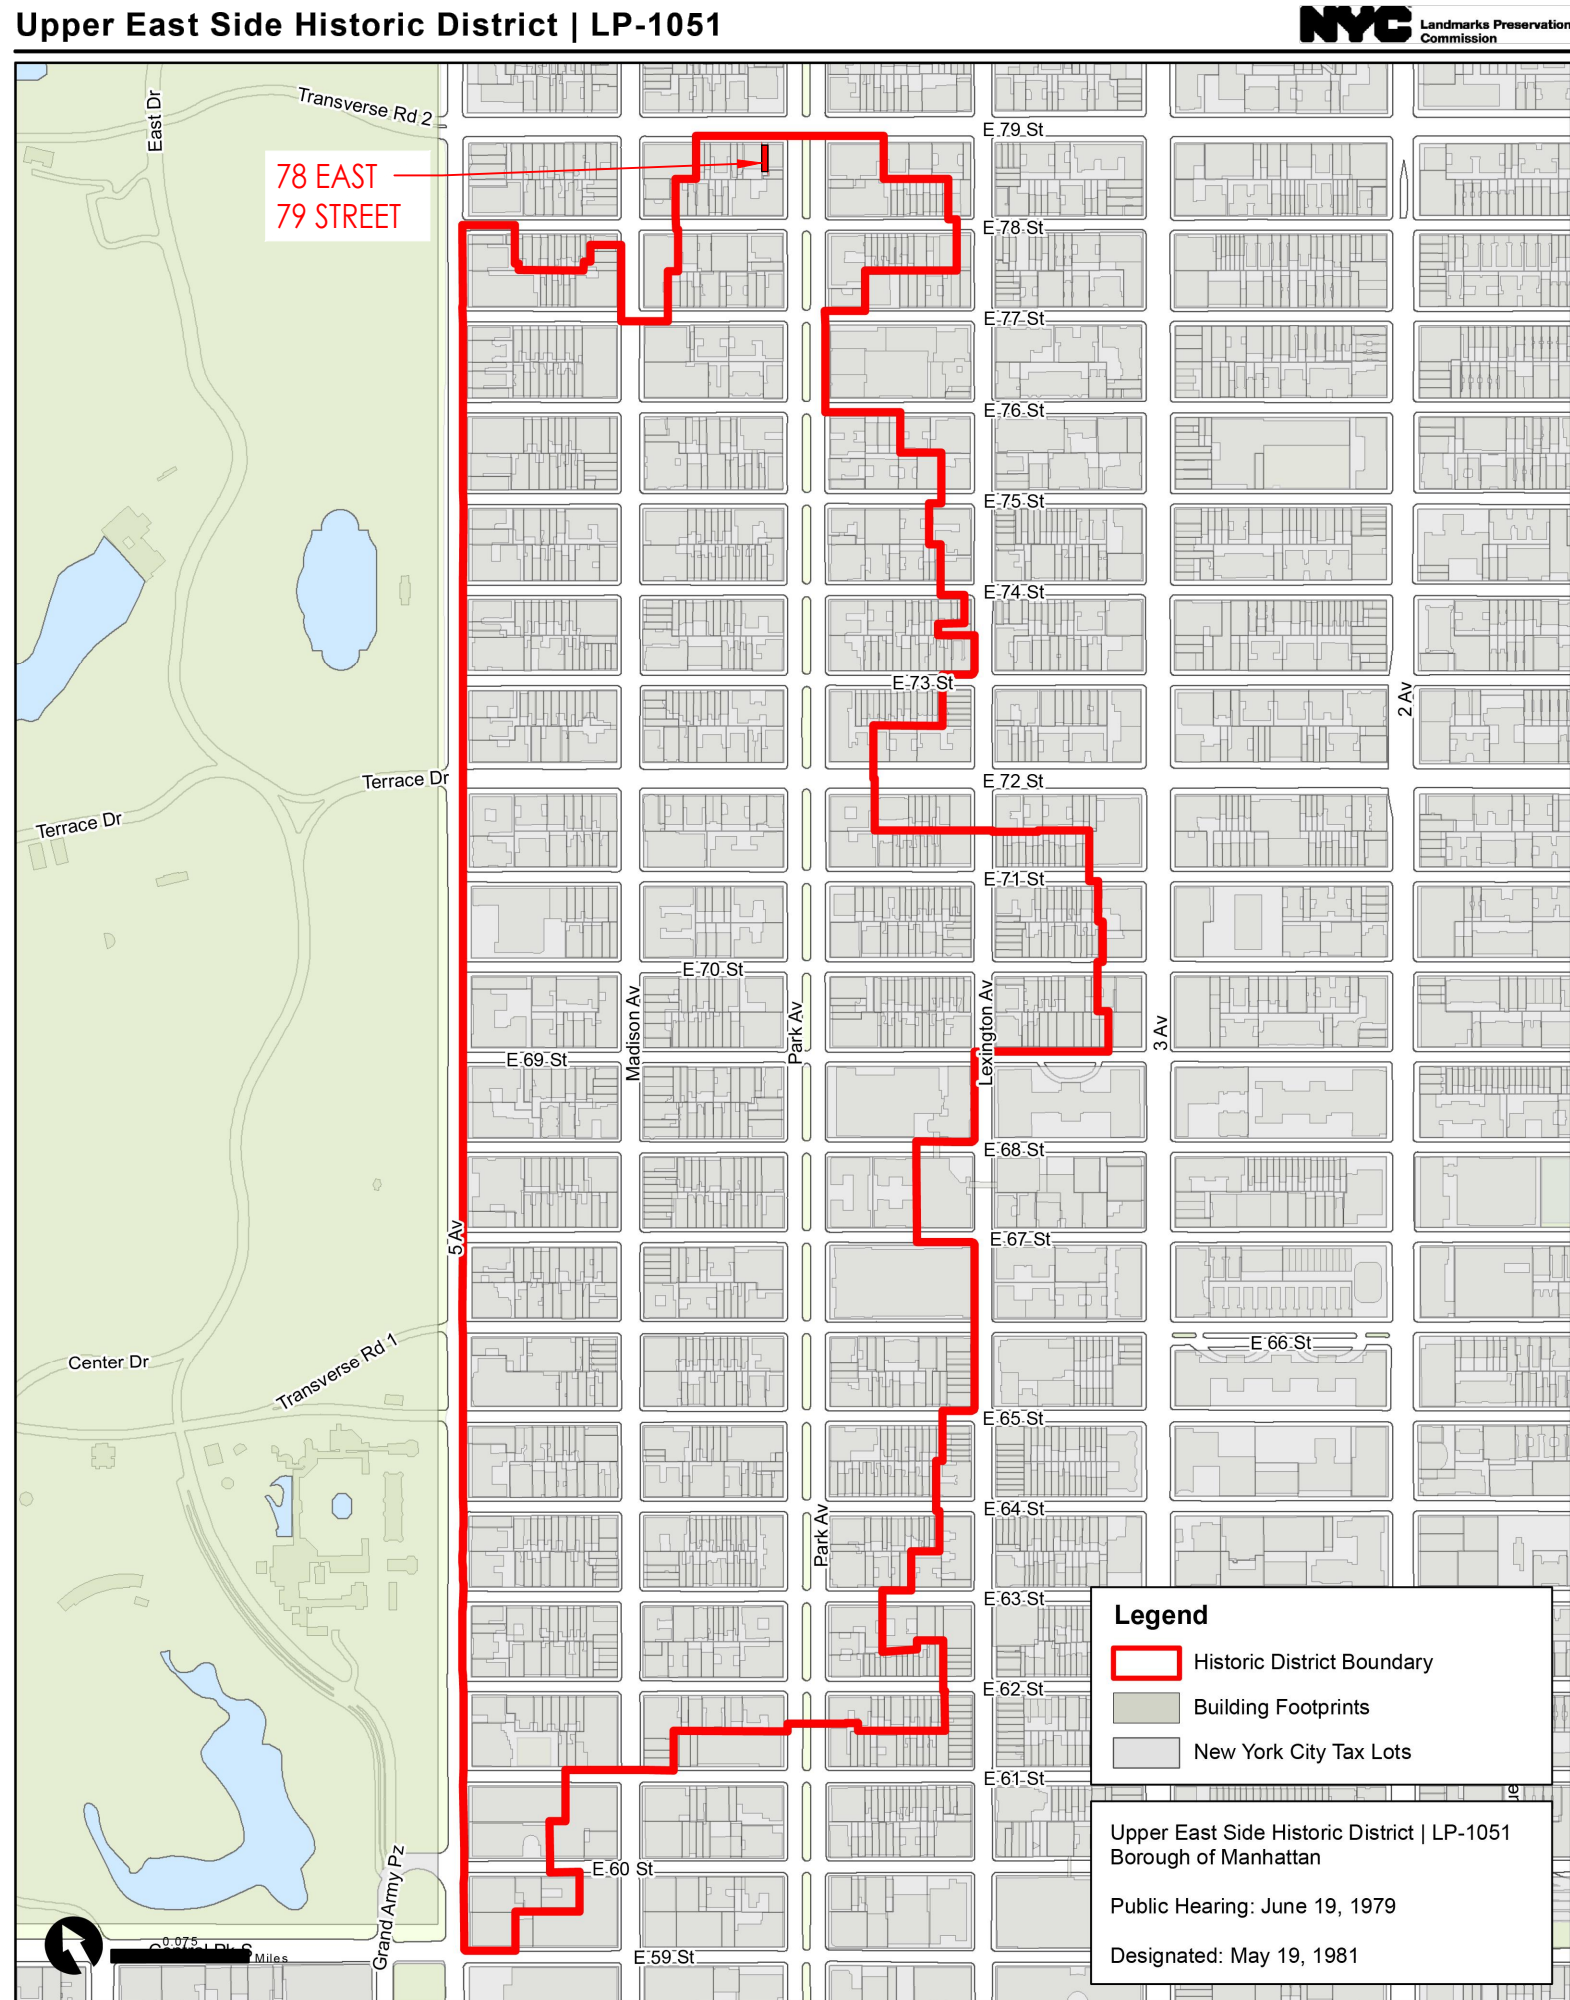 Upper East Side Historic District | LP-1051
NYC
Landmarks Preservation
Commission
Transverse Rd 2
East Dr
E 79 St
78 EAST
79 STREET
E 78 St
E 77 St
E 76 St
E 75 St
E 74 St
E 73 St
2 Av
Terrace Dr
E 72 St
Terrace Dr
E 71 St
E 70 St
Madison Av
Park Av
Lexington Av
3 Av
E 69 St
E 68 St
5 Av
E 67 St
E 66 St
Center Dr
Transverse Rd 1
E 65 St
E 64 St
Park Av
E 63 St
E 62 St
E 61 St
E 60 St
Grand Army Pz
E 59 St
0.075
Miles
Central Pk S
Legend
Historic District Boundary
Building Footprints
New York City Tax Lots
Upper East Side Historic District | LP-1051
Borough of Manhattan
Public Hearing: June 19, 1979
Designated: May 19, 1981